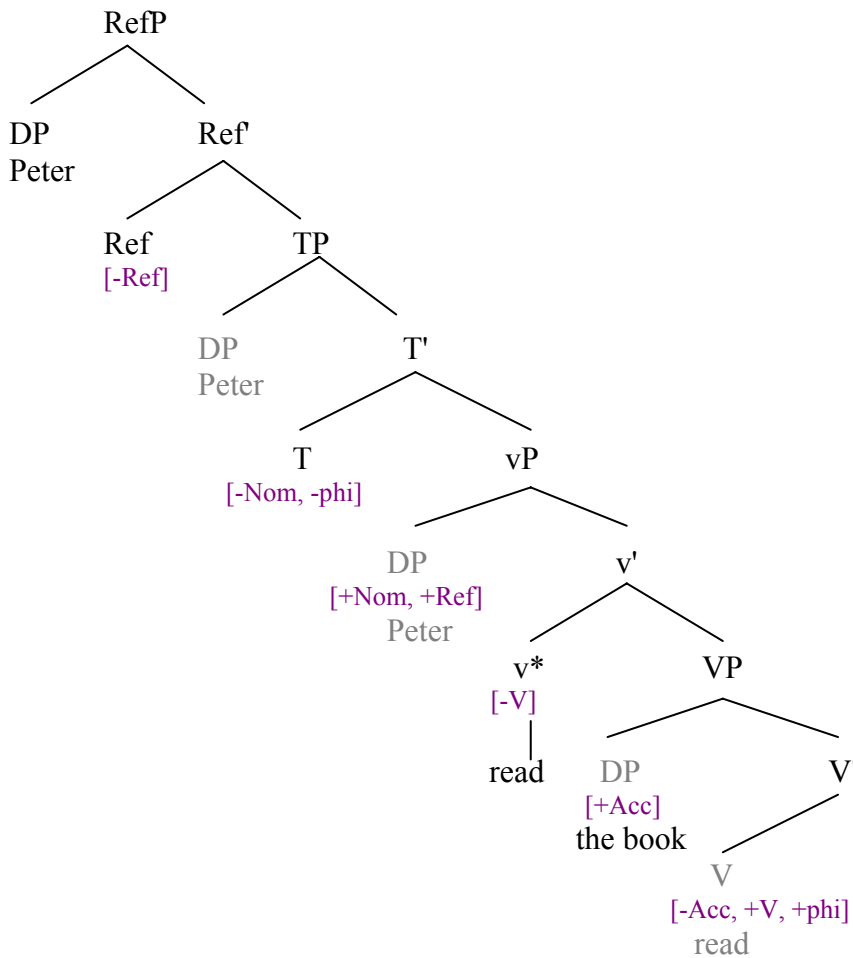 RefP
DP Ref'
Peter
Ref TP
[-Ref]
DP T'
Peter
T vP
[-Nom, -phi]
DP v'
[+Nom, +Ref]
Peter
v* VP
[-V]
read DP V'
[+Acc]
the book
V
[-Acc, +V, +phi]
read